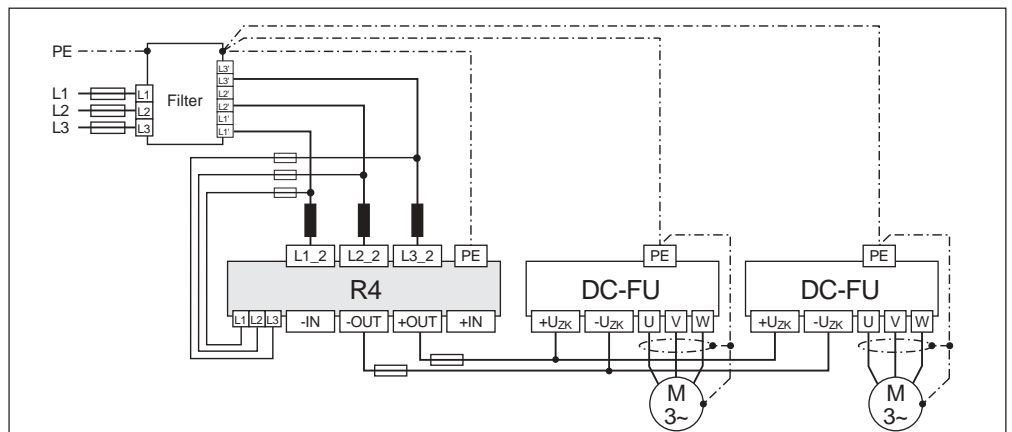 PE
L1
L2
L3
L1
L2
L3
Filter
L3'
L3'
L2'
L2'
L1'
L1'
L1_2 L2_2 L3_2 PE
R4
L1 L2 L3 -IN -OUT +OUT +IN
PE
DC-FU
+UZK -UZK U V W
M
3~
PE
DC-FU
+UZK -UZK U V W
M
3~